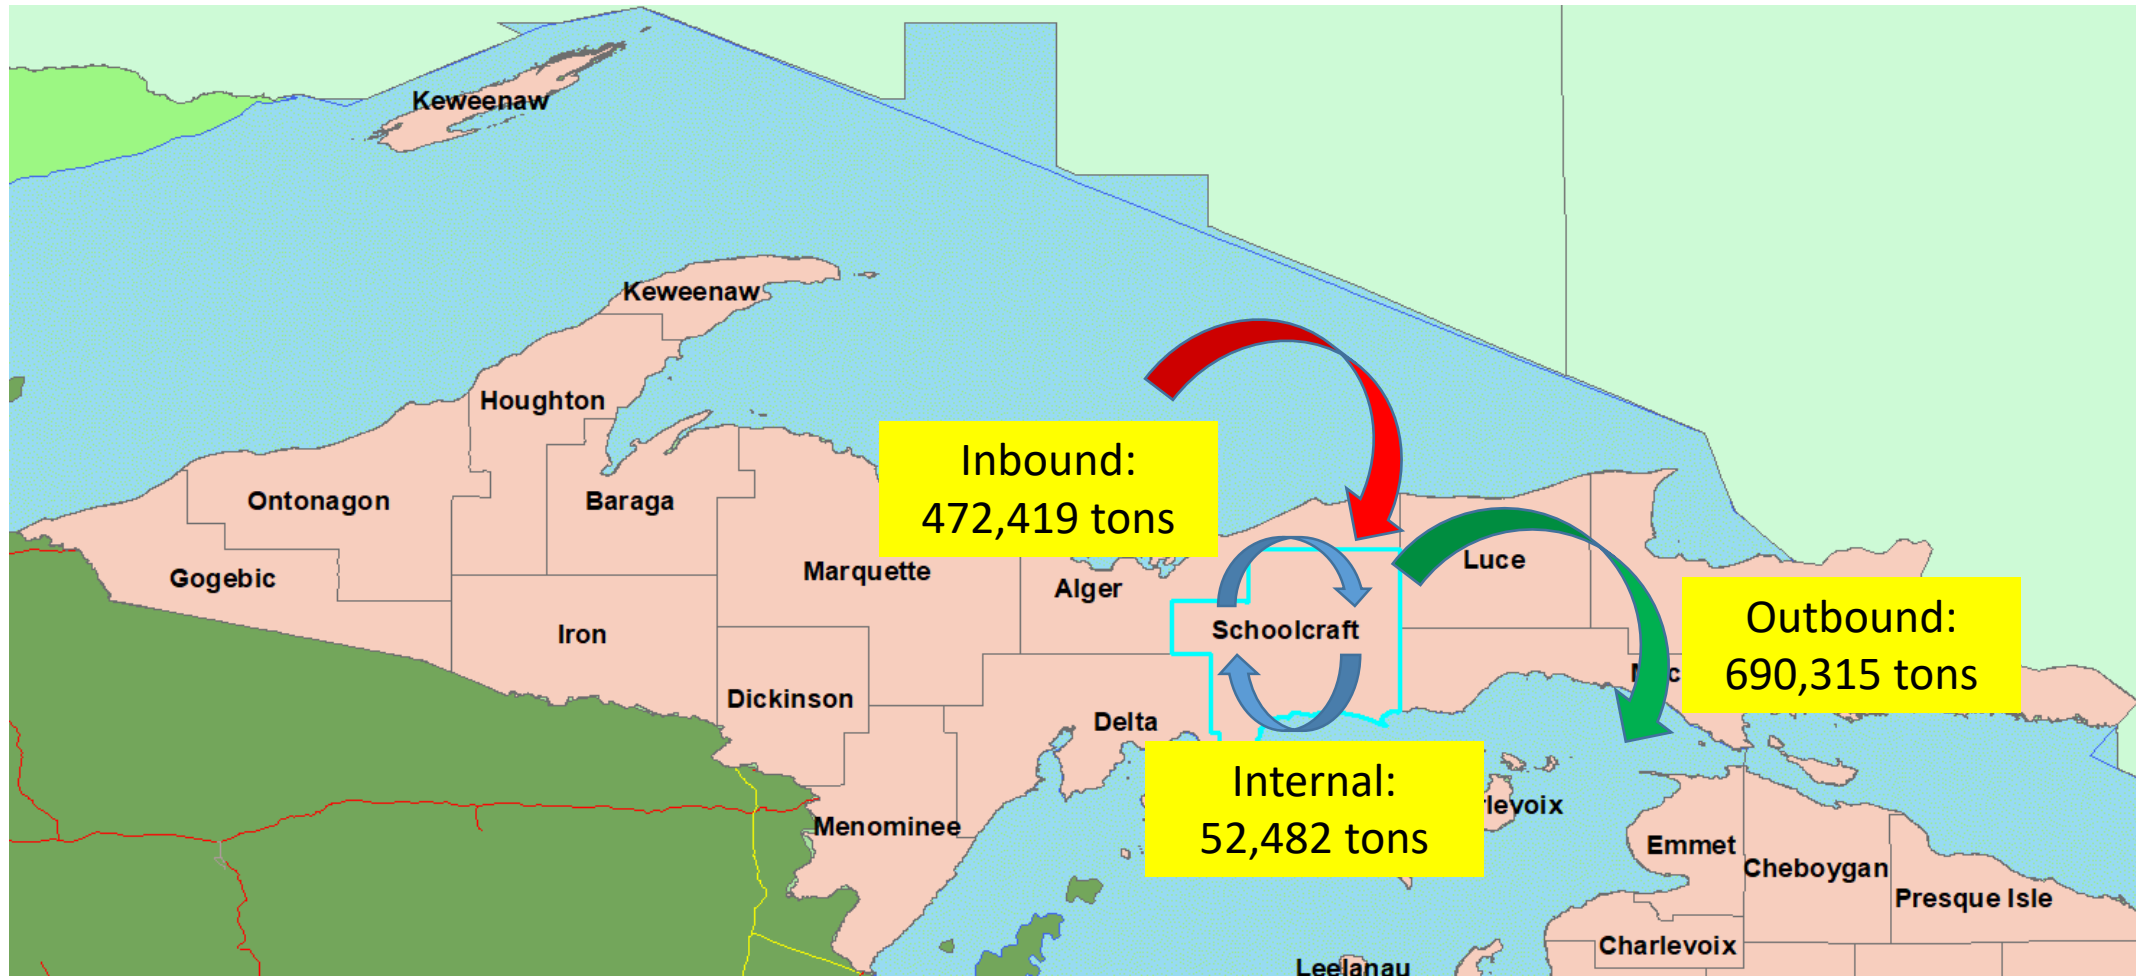 Keweenaw
Keweenaw
Houghton
Inbound:
472,419 tons
Ontonagon
Baraga
Luce
Gogebic
Marquette
Alger
Outbound:
690,315 tons
Schoolcraft
Iron
Dickinson
Delta
Internal:
52,482 tons
rlevoix
Menominee
Emmet
Cheboygan
Presque Isle
Charlevoix
Leelanau